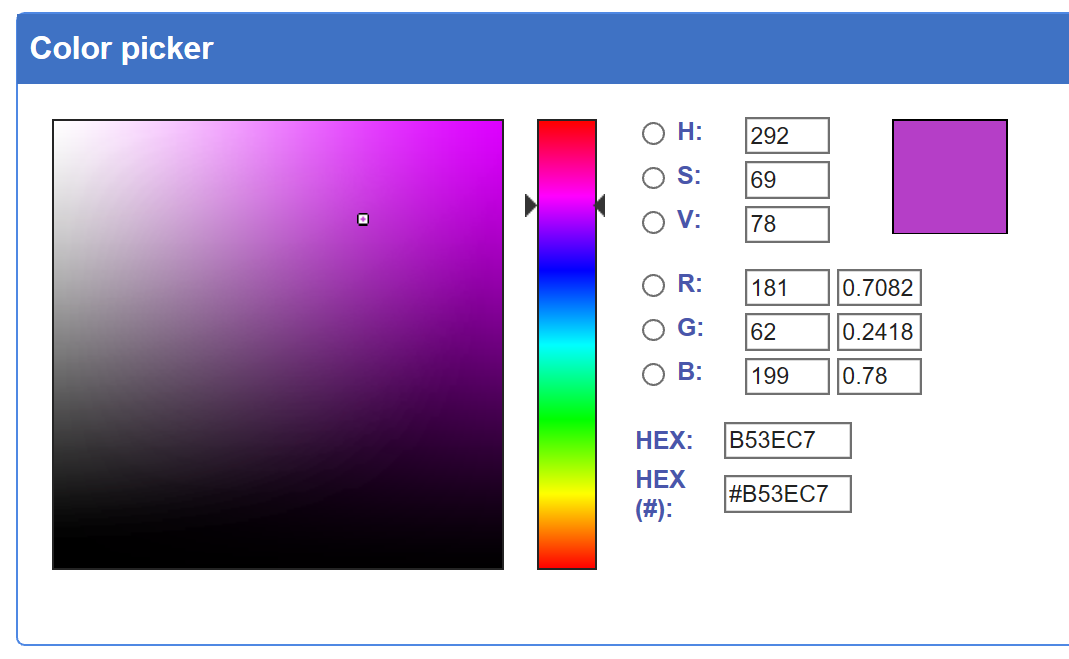 Color picker
H: 292
S: 69
V: 78
R: 181 0.7082
G: 62 0.2418
B: 199 0.78
HEX: B53EC7
HEX
(#): #B53EC7